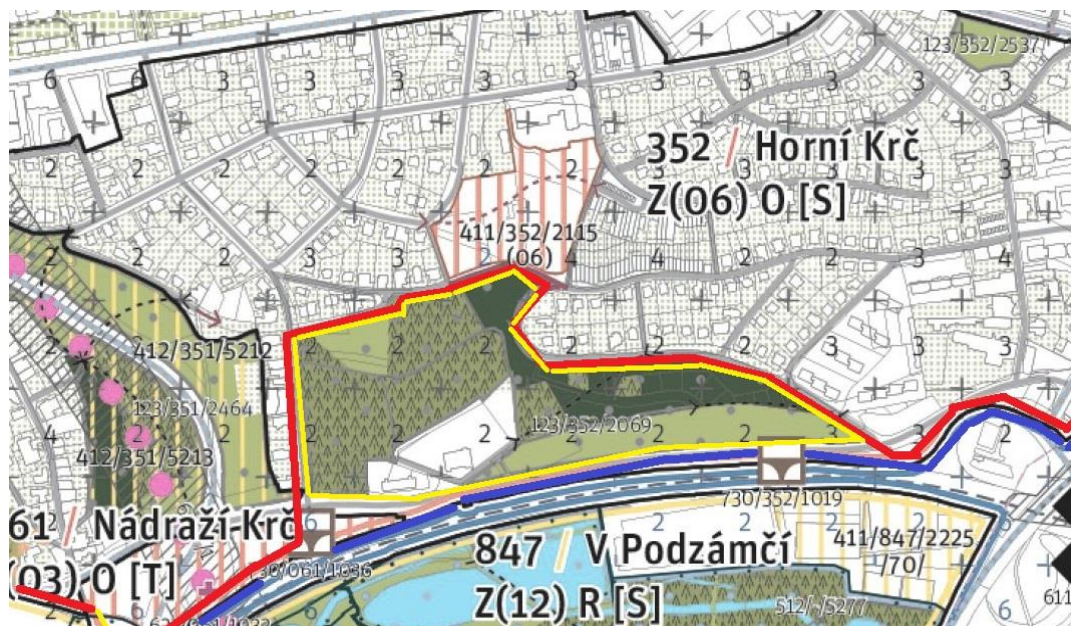 123/352/2537
352 / Horní Krč
Z(06) O [S]
411/352/2115
(06)
412/351/5212
123/351/2464
123/352/2069
412/351/5213
730/352/1019
61 / Nádraží Krč
(03) O [T]
847 / V Podzámčí
Z(12) R [S]
411/847/2225
/70/
30/061/1036
512/-/5277
611